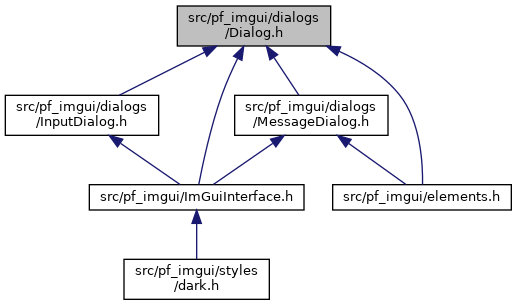 src/pf_imgui/dialogs
/Dialog.h
src/pf_imgui/dialogs
/InputDialog.h
src/pf_imgui/dialogs
/MessageDialog.h
src/pf_imgui/ImGuiInterface.h
src/pf_imgui/elements.h
src/pf_imgui/styles
/dark.h